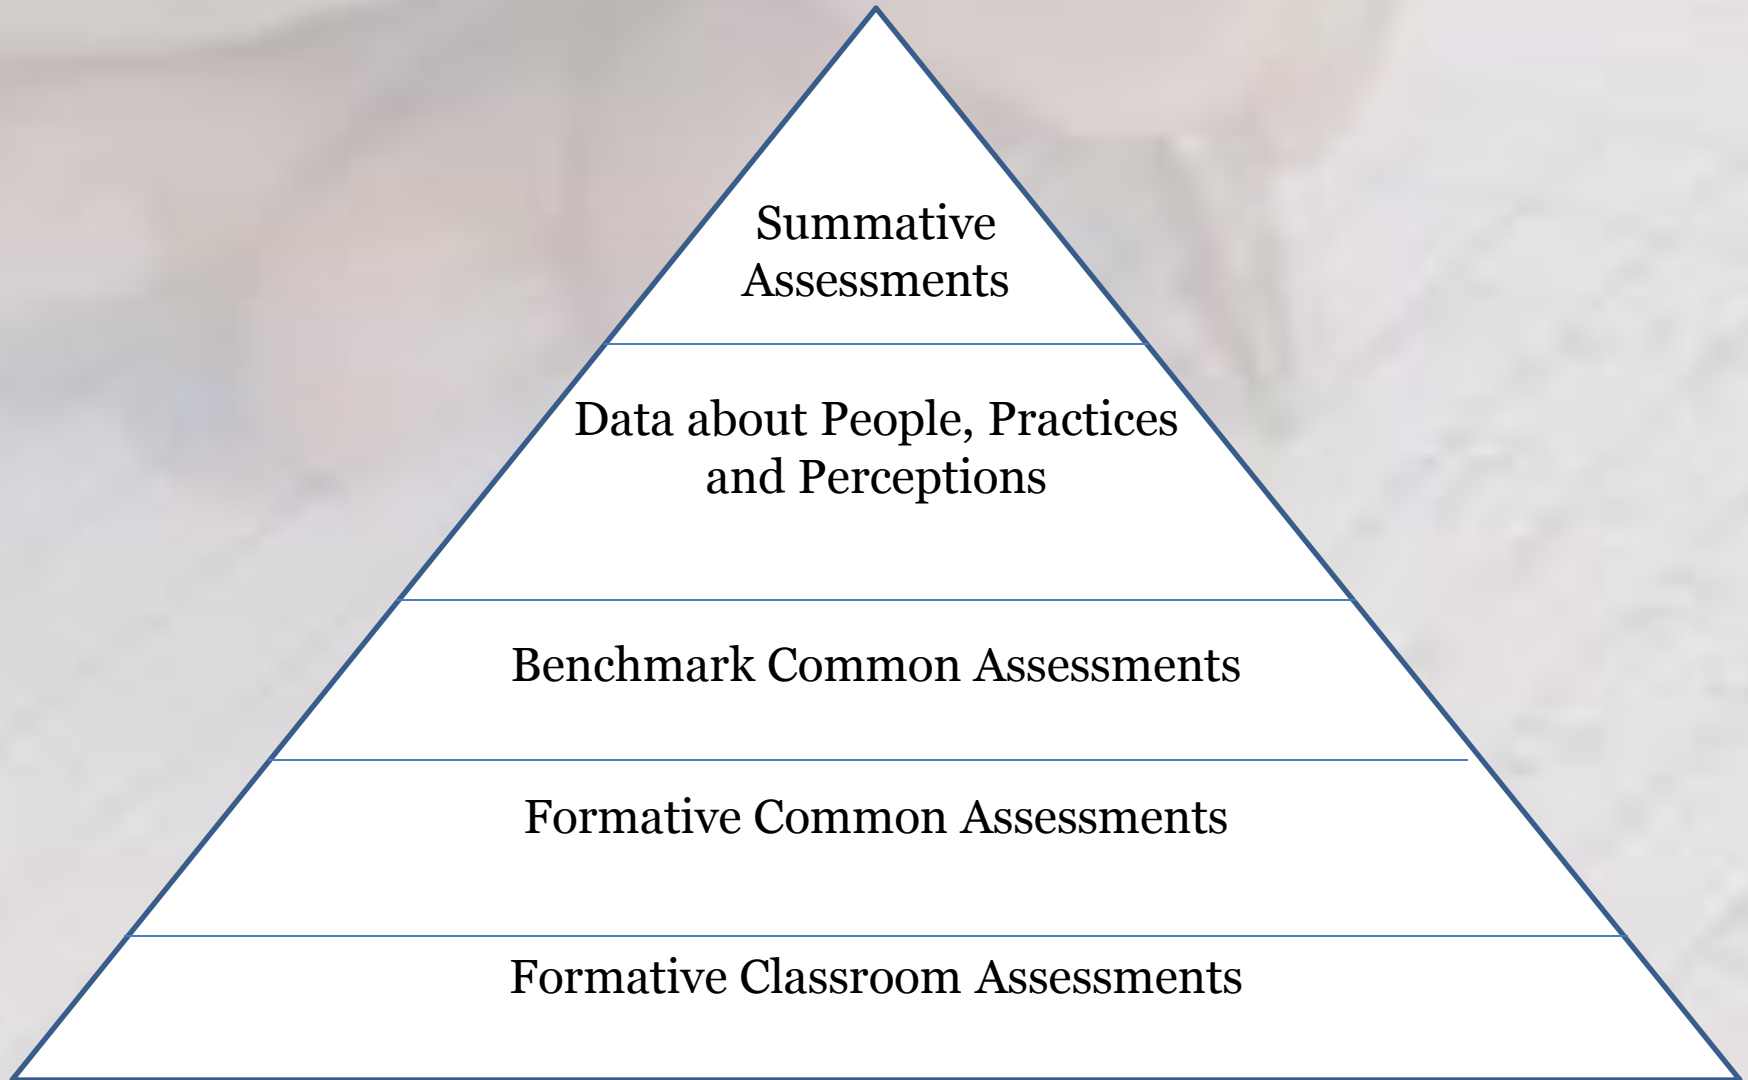 Summative
Assessments
Data about People, Practices
and Perceptions
Benchmark Common Assessments
Formative Common Assessments
Formative Classroom Assessments